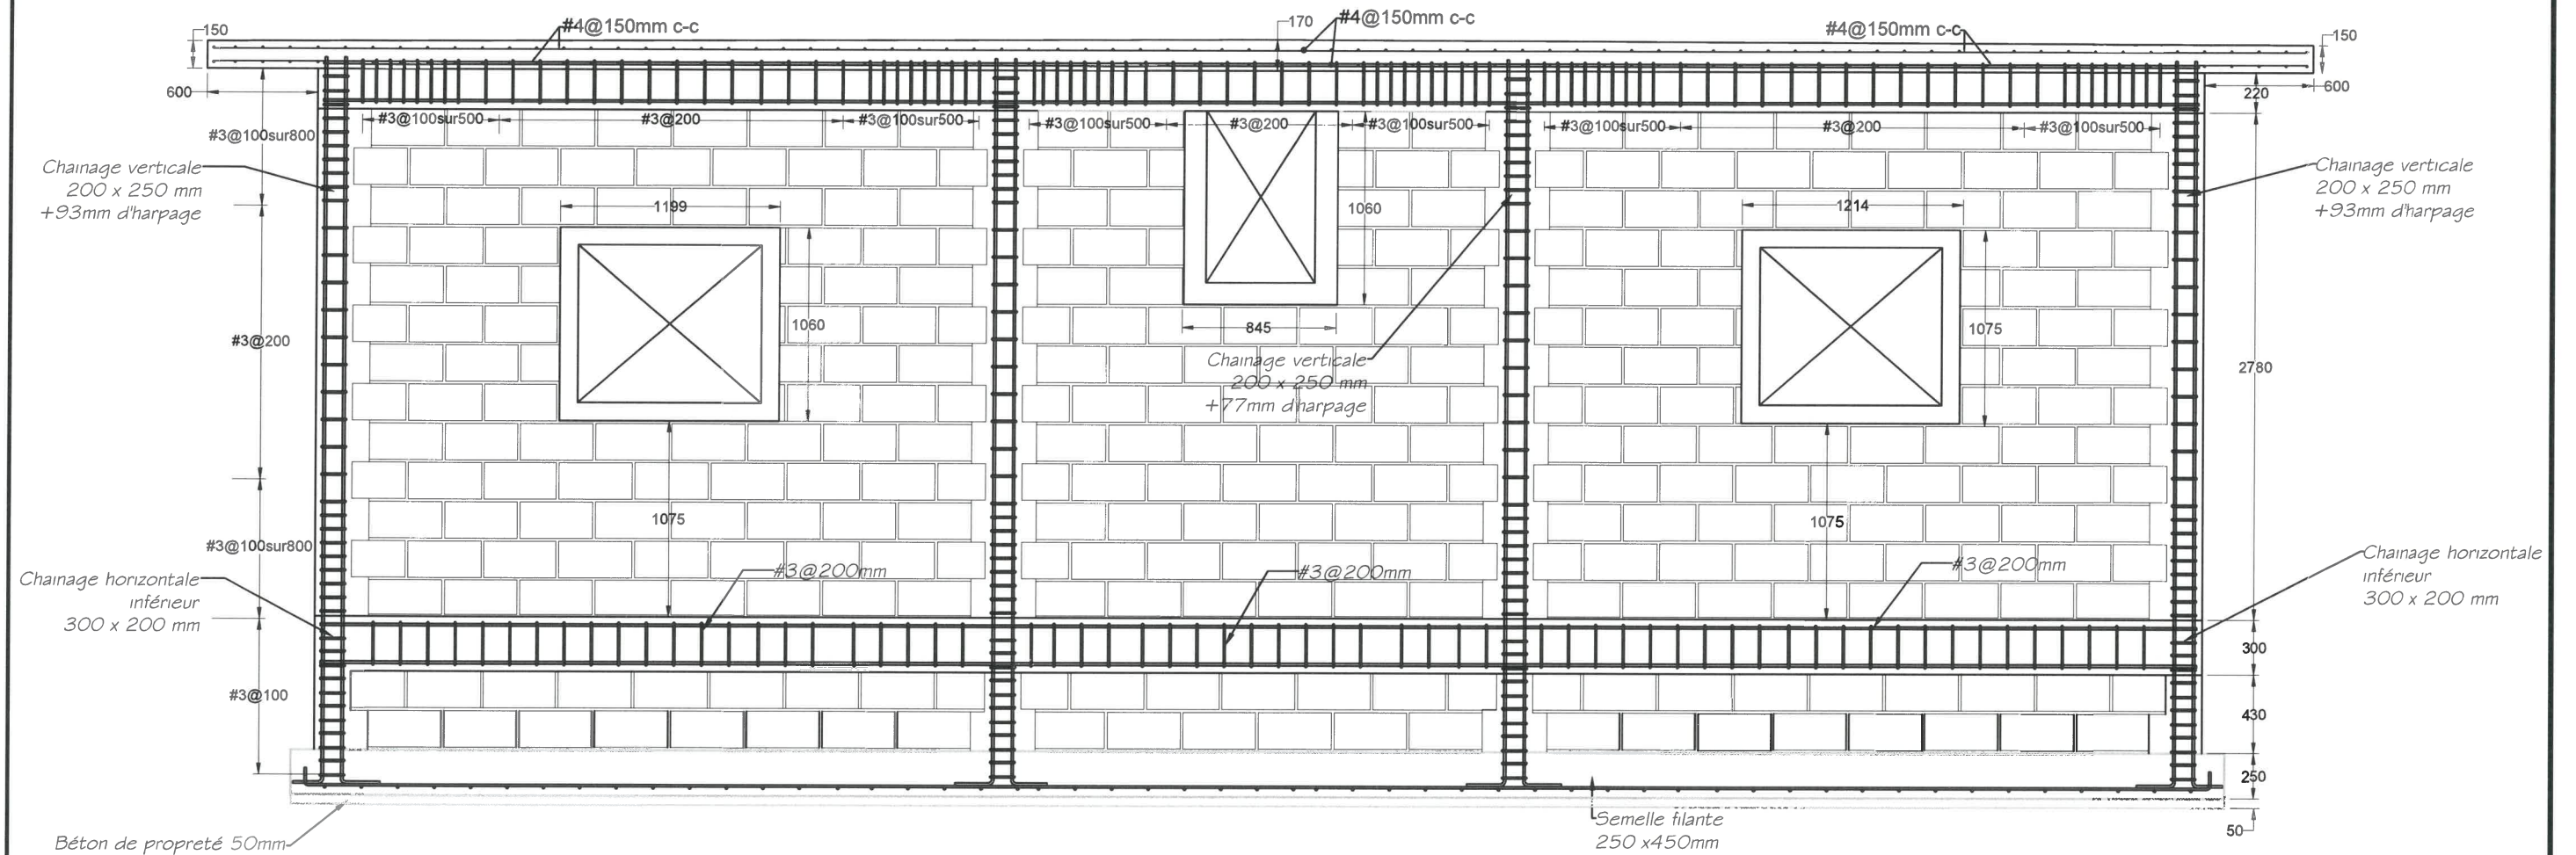 #4@150mm c-c
170
#4@150mm c-c
#4@150mm c-c
150
150
600
600
220
#3@100sur800
#3@100sur500
#3@200
#3@100sur500
#3@100sur500
#3@200
#3@100sur500
#3@100sur500
#3@200
#3@100sur500
Chainage verticale
200 x 250 mm
+93mm d'harpage
Chainage verticale
200 x 250 mm
+93mm d'harpage
1199
1060
1214
1060
845
1075
#3@200
Chainage verticale
200 x 250 mm
+77mm d'harpage
2780
1075
1075
#3@100sur800
Chainage horizontale
inférieur
300 x 200 mm
#3@200mm
#3@200mm
#3@200mm
Chainage horizontale
inférieur
300 x 200 mm
300
#3@100
430
250
50
Semelle filante
250 x450mm
Béton de propreté 50mm